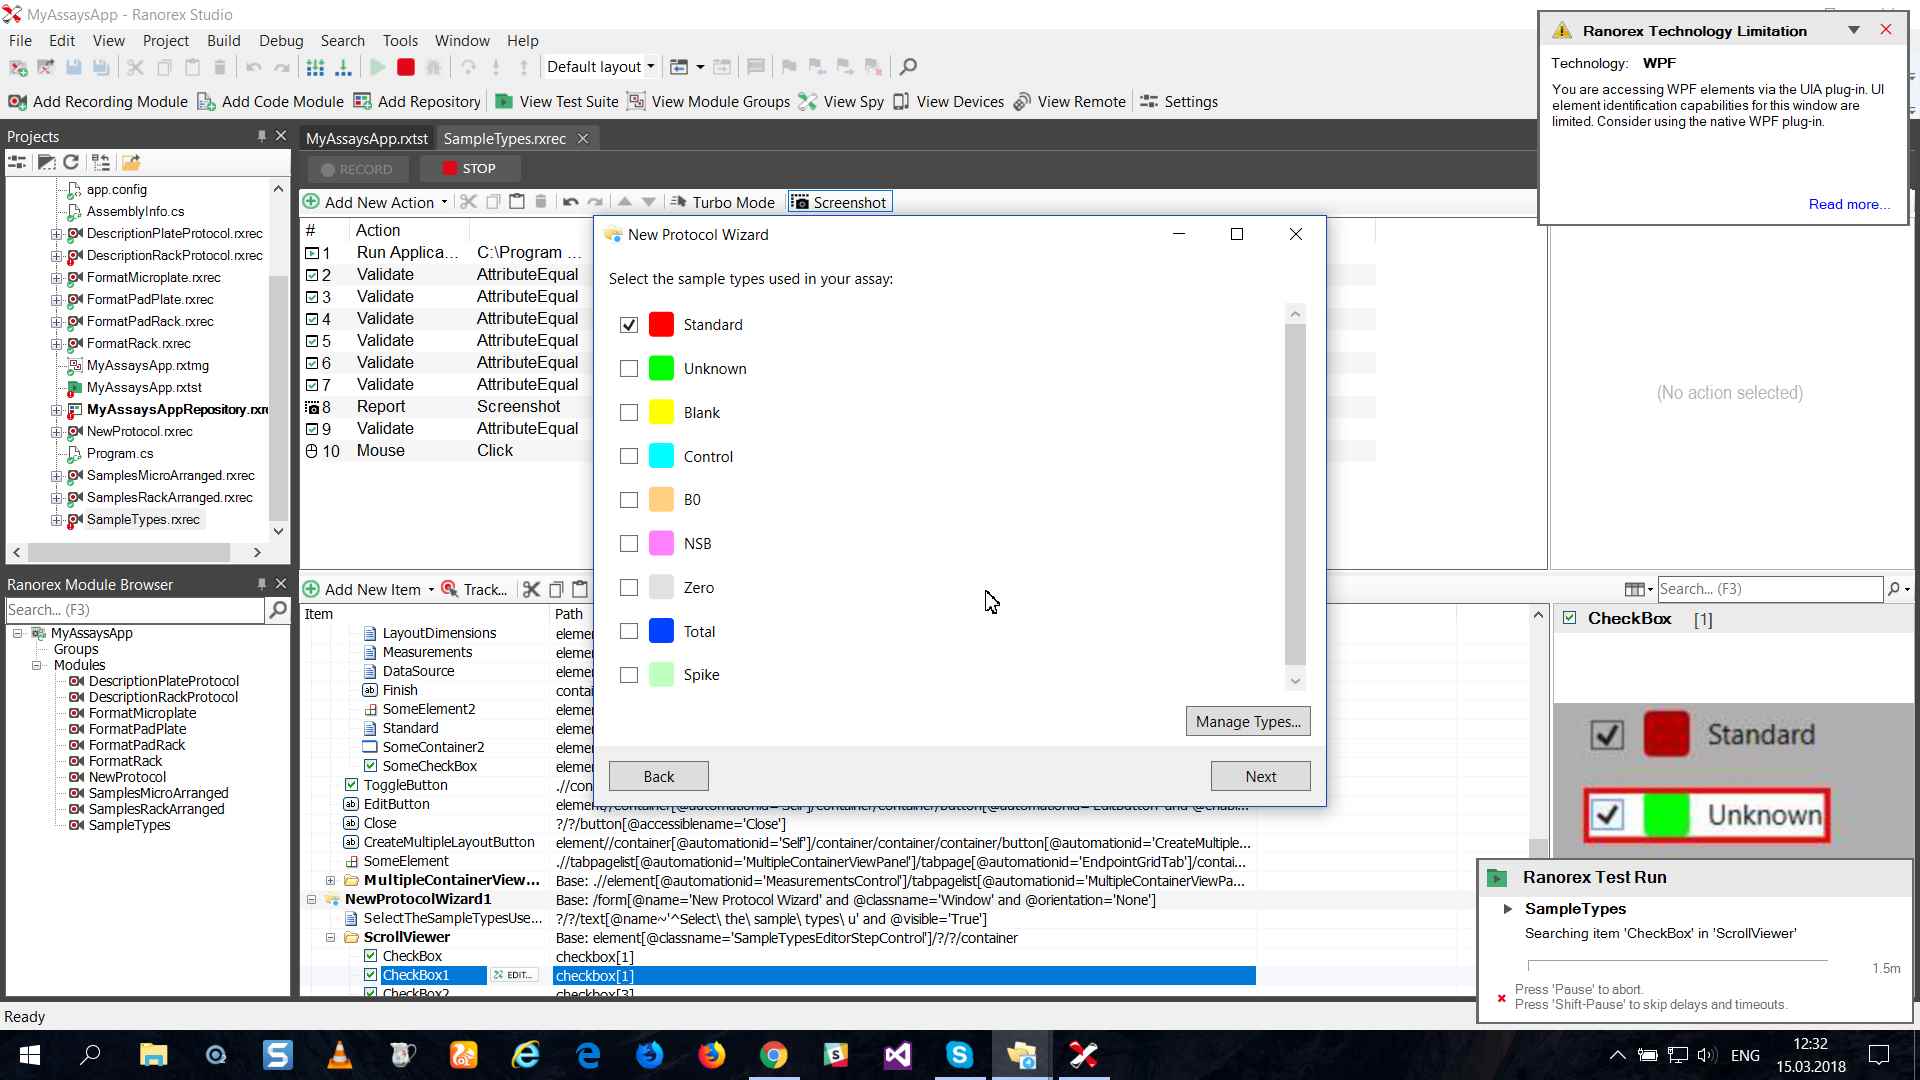 MyAssaysApp - Ranorex Studio
File Edit View Project Build Debug Search Tools Window Help
Default layout
Add Recording Module Add Code Module Add Repository View Test Suite View Module Groups View Spy View Devices View Remote Settings
Projects
app.config
AssemblyInfo.cs
DescriptionPlateProtocol.rxrec
DescriptionRackProtocol.rxrec
FormatMicroplate.rxrec
FormatPadPlate.rxrec
FormatPadRack.rxrec
FormatRack.rxrec
MyAssaysApp.rxtmg
MyAssaysApp.rxtst
MyAssaysAppRepository.rxr
NewProtocol.rxrec
Program.cs
SamplesMicroArranged.rxrec
SamplesRackArranged.rxrec
SampleTypes.rxrec
Ranorex Module Browser
Search... (F3)
MyAssaysApp
Groups
Modules
DescriptionPlateProtocol
DescriptionRackProtocol
FormatMicroplate
FormatPadPlate
FormatPadRack
FormatRack
NewProtocol
SamplesMicroArranged
SamplesRackArranged
SampleTypes
MyAssaysApp.rxtst SampleTypes.rxrec
RECORD STOP
Add New Action Turbo Mode Screenshot
# Action
1 Run Applica... C:\Program ...
2 Validate AttributeEqual
3 Validate AttributeEqual
4 Validate AttributeEqual
5 Validate AttributeEqual
6 Validate AttributeEqual
7 Validate AttributeEqual
8 Report Screenshot
9 Validate AttributeEqual
10 Mouse Click
(No action selected)
New Protocol Wizard
Select the sample types used in your assay:
Standard
Unknown
Blank
Control
B0
NSB
Zero
Total
Spike
Manage Types...
Back Next
Add New Item Track... Search... (F3)
Item Path
LayoutDimensions eleme
Measurements eleme
DataSource eleme
Finish conta
SomeElement2 eleme
Standard eleme
SomeContainer2 eleme
SomeCheckBox eleme
ToggleButton .//con
EditButton element//container[@automationid='Self']/container/container/button[@automationid='EditButton' and @enabl...
Close ?/?/button[@accessiblename='Close']
CreateMultipleLayoutButton element//container[@automationid='Self']/container/container/container/button[@automationid='CreateMultiple...
SomeElement .//tabpagelist[@automationid='MultipleContainerViewPanel']/tabpage[@automationid='EndpointGridTab']/contai...
MultipleContainerView... Base: .//element[@automationid='MeasurementsControl']/tabpagelist[@automationid='MultipleContainerViewPa...
NewProtocolWizard1 Base: /form[@name='New Protocol Wizard' and @classname='Window' and @orientation='None']
SelectTheSampleTypesUse... ?/?/text[@name~'^Select\ the\ sample\ types\ u' and @visible='True']
ScrollViewer Base: element[@classname='SampleTypesEditorStepControl']/?/?/container
CheckBox checkbox[1]
CheckBox1 EDIT... checkbox[1]
CheckBox2 checkbox[3]
CheckBox [1]
Standard
Unknown
Ranorex Technology Limitation
Technology: WPF
You are accessing WPF elements via the UIA plug-in. UI
element identification capabilities for this window are
limited. Consider using the native WPF plug-in.
Read more...
Ranorex Test Run
SampleTypes
Searching item 'CheckBox' in 'ScrollViewer'
1.5m
Press 'Pause' to abort.
Press 'Shift-Pause' to skip delays and timeouts.
Ready
ENG
12:32
15.03.2018